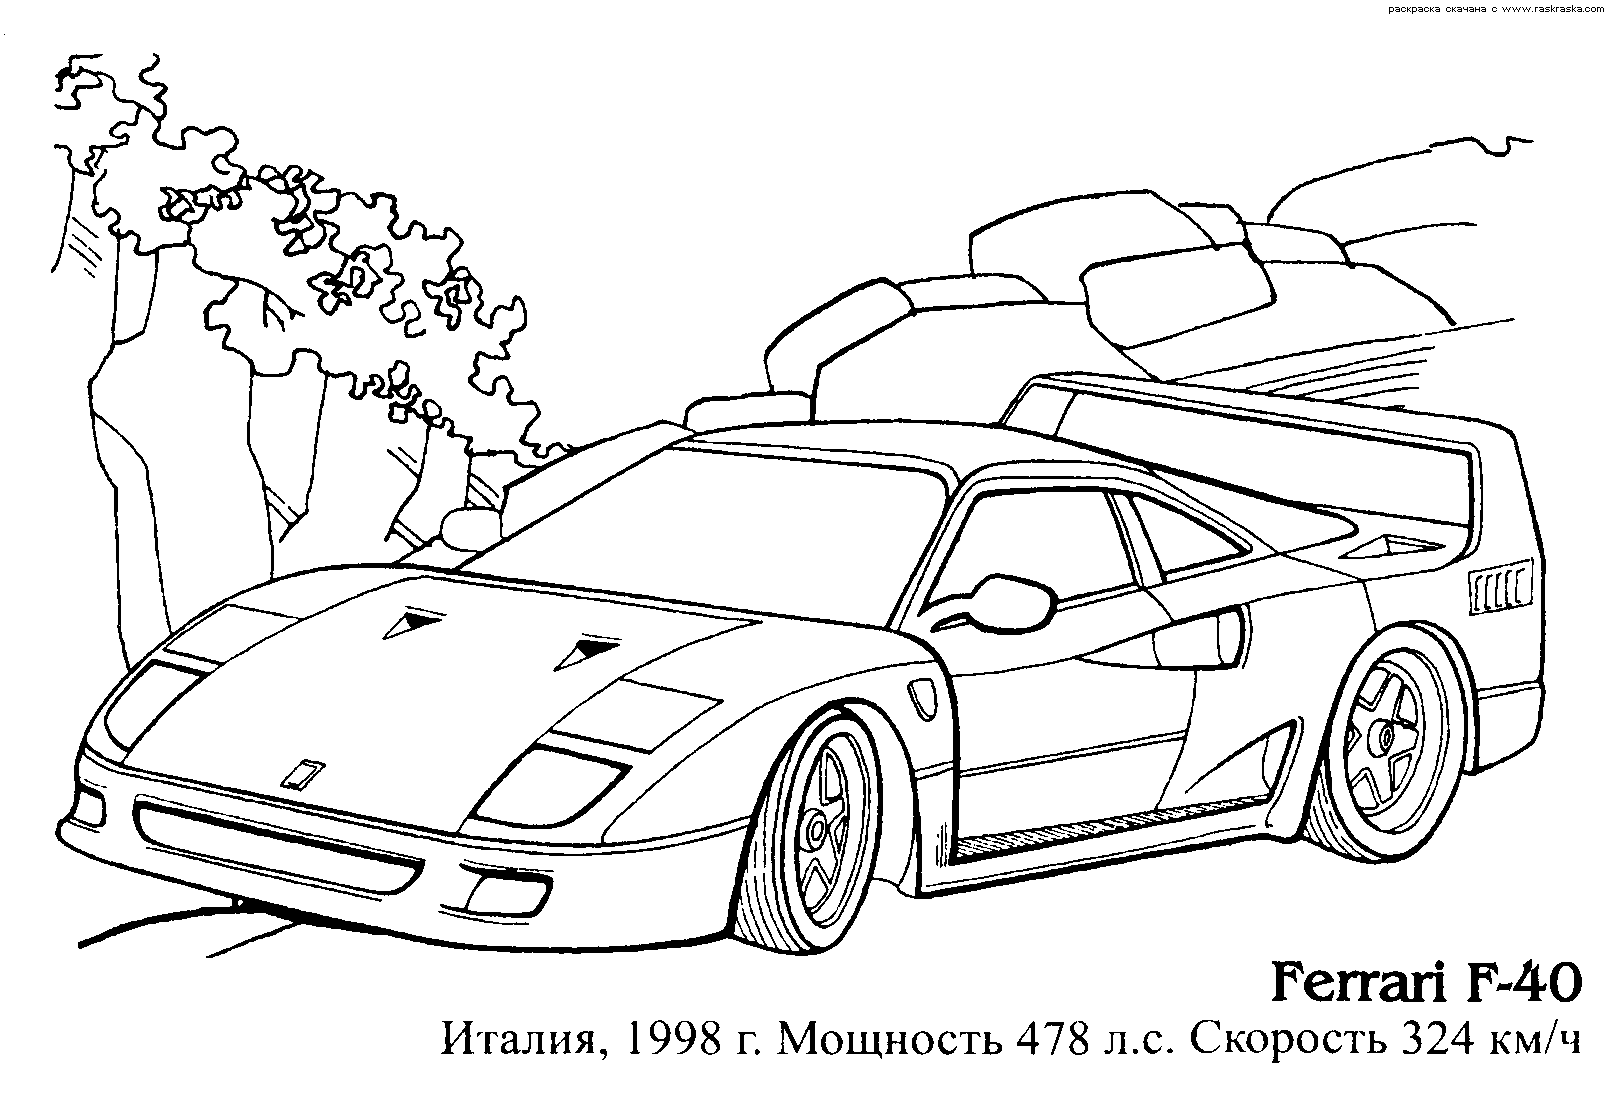 раскраска скачана с www.raskraska.com
Ferrari F-40
Италия, 1998 г. Мощность 478 л.с. Скорость 324 км/ч